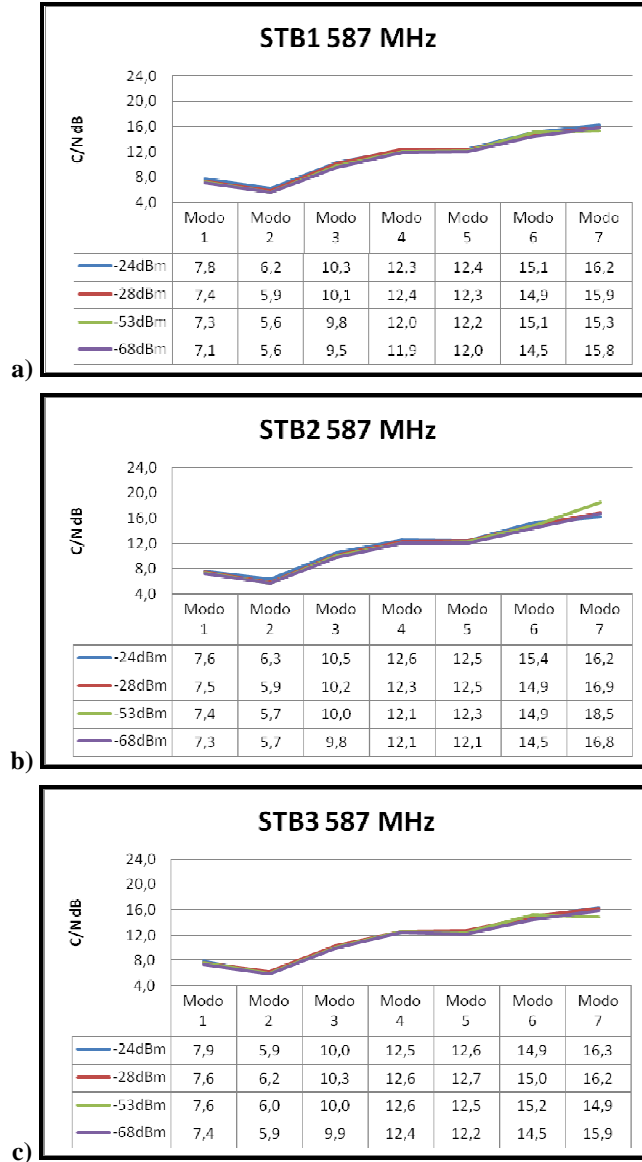 STB1 587 MHz
C/N dB
24,0
20,0
16,0
12,0
8,0
4,0
Modo 1 Modo 2 Modo 3 Modo 4 Modo 5 Modo 6 Modo 7
-24dBm 7,8 6,2 10,3 12,3 12,4 15,1 16,2
-28dBm 7,4 5,9 10,1 12,4 12,3 14,9 15,9
-53dBm 7,3 5,6 9,8 12,0 12,2 15,1 15,3
-68dBm 7,1 5,6 9,5 11,9 12,0 14,5 15,8
a)
STB2 587 MHz
C/N dB
24,0
20,0
16,0
12,0
8,0
4,0
Modo 1 Modo 2 Modo 3 Modo 4 Modo 5 Modo 6 Modo 7
-24dBm 7,6 6,3 10,5 12,6 12,5 15,4 16,2
-28dBm 7,5 5,9 10,2 12,3 12,5 14,9 16,9
-53dBm 7,4 5,7 10,0 12,1 12,3 14,9 18,5
-68dBm 7,3 5,7 9,8 12,1 12,1 14,5 16,8
b)
STB3 587 MHz
C/N dB
24,0
20,0
16,0
12,0
8,0
4,0
Modo 1 Modo 2 Modo 3 Modo 4 Modo 5 Modo 6 Modo 7
-24dBm 7,9 5,9 10,0 12,5 12,6 14,9 16,3
-28dBm 7,6 6,2 10,3 12,6 12,7 15,0 16,2
-53dBm 7,6 6,0 10,0 12,6 12,5 15,2 14,9
-68dBm 7,4 5,9 9,9 12,4 12,2 14,5 15,9
c)